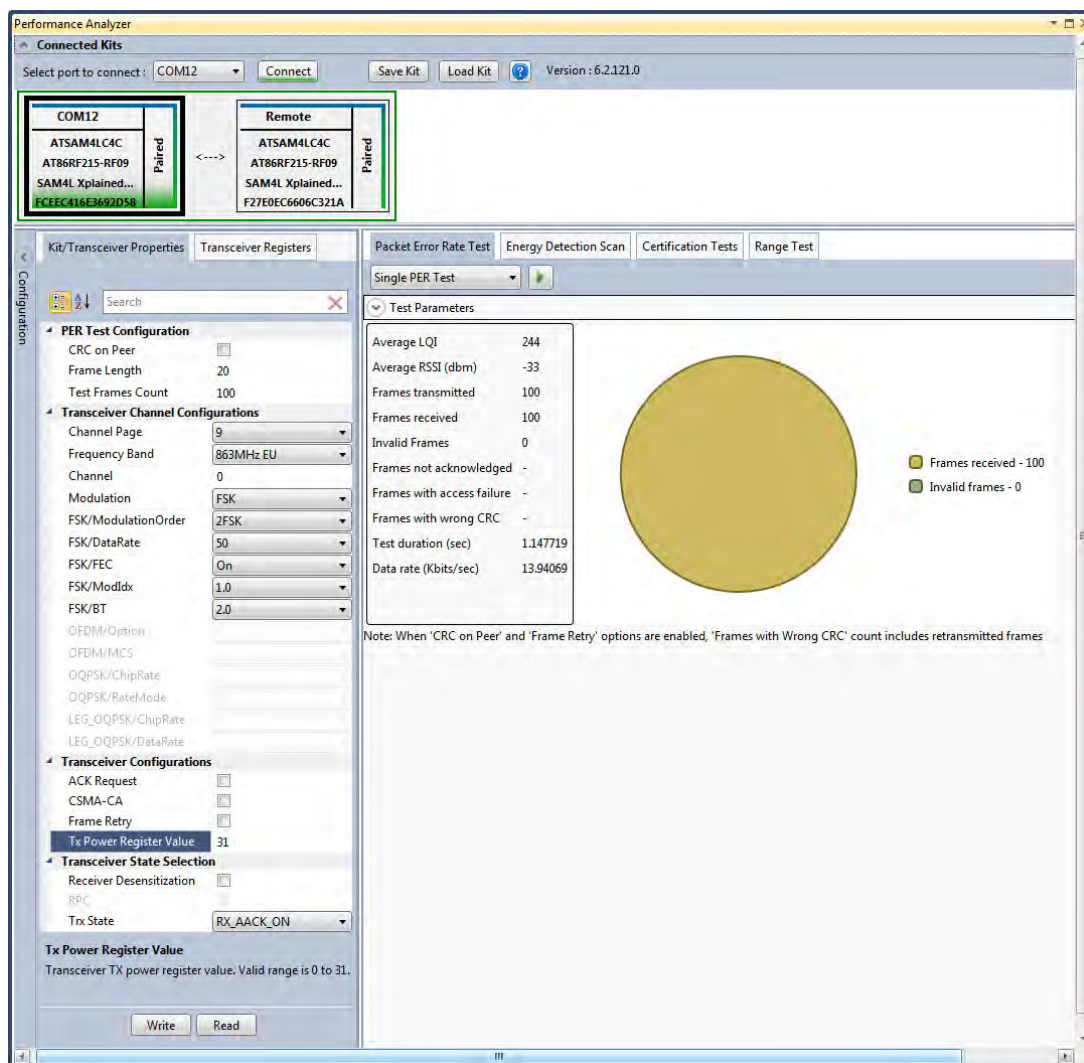 Performance Analyzer
Connected Kits
Select port to connect : COM12 Connect Save Kit Load Kit ? Version : 6.2.121.0
COM12
ATSAM4LC4C
AT86RF215-RF09
SAM4L Xplained...
FCEEC416E3692D58
Paired
<--->
Remote
ATSAM4LC4C
AT86RF215-RF09
SAM4L Xplained...
F27E0EC6606C321A
Paired
Configuration
Kit/Transceiver Properties Transceiver Registers
Search
PER Test Configuration
CRC on Peer
Frame Length 20
Test Frames Count 100
Transceiver Channel Configurations
Channel Page 9
Frequency Band 863MHz EU
Channel 0
Modulation FSK
FSK/ModulationOrder 2FSK
FSK/DataRate 50
FSK/FEC On
FSK/ModIdx 1.0
FSK/BT 2.0
OFDM/Option
OFDM/MCS
OQPSK/ChipRate
OQPSK/RateMode
LEG_OQPSK/ChipRate
LEG_OQPSK/DataRate
Transceiver Configurations
ACK Request
CSMA-CA
Frame Retry
Tx Power Register Value 31
Transceiver State Selection
Receiver Desensitization
RPC
Trx State RX_AACK_ON
Tx Power Register Value
Transceiver TX power register value. Valid range is 0 to 31.
Write Read
Packet Error Rate Test Energy Detection Scan Certification Tests Range Test
Single PER Test
Test Parameters
Average LQI 244
Average RSSI (dbm) -33
Frames transmitted 100
Frames received 100
Invalid Frames 0
Frames not acknowledged -
Frames with access failure -
Frames with wrong CRC -
Test duration (sec) 1.147719
Data rate (Kbits/sec) 13.94069
Frames received - 100
Invalid frames - 0
Note: When 'CRC on Peer' and 'Frame Retry' options are enabled, 'Frames with Wrong CRC' count includes retransmitted frames